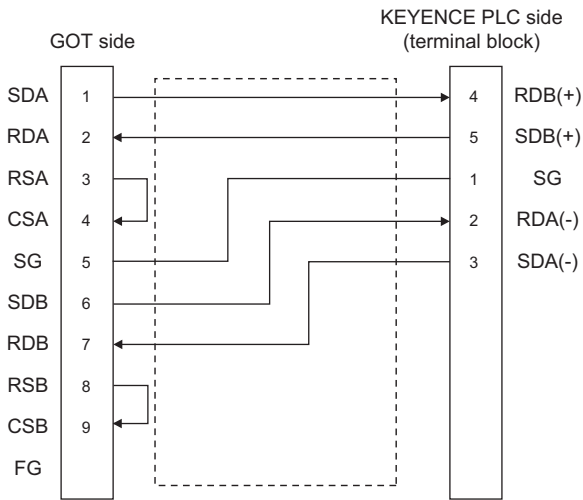 KEYENCE PLC side
GOT side (terminal block)
SDA 1 4 RDB(+)
RDA 2 5 SDB(+)
RSA 3 1 SG
CSA 4 2 RDA(-)
SG 5 3 SDA(-)
SDB 6
RDB 7
RSB 8
CSB 9
FG